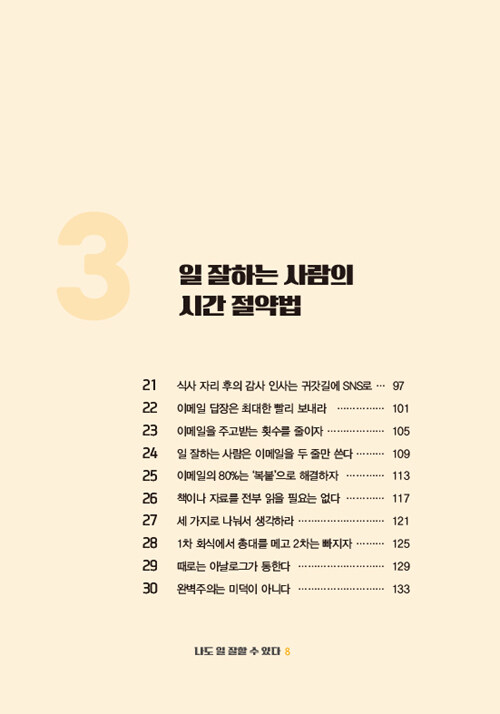 3
일 잘하는 사람의
시간 절약법
21 식사 자리 후의 감사 인사는 귀갓길에 SNS로 … 97
22 이메일 답장은 최대한 빨리 보내라 …………… 101
23 이메일을 주고받는 횟수를 줄이자 ……………… 105
24 일 잘하는 사람은 이메일을 두 줄만 쓴다 ……… 109
25 이메일의 80%는 ‘복붙’으로 해결하자 ………… 113
26 책이나 자료를 전부 읽을 필요는 없다 ………… 117
27 세 가지로 나눠서 생각하라 ……………………… 121
28 1차 회식에서 총대를 메고 2차는 빠지자 ……… 125
29 때로는 아날로그가 통한다 ……………………… 129
30 완벽주의는 미덕이 아니다 ……………………… 133
나도 일 잘할 수 있다 8